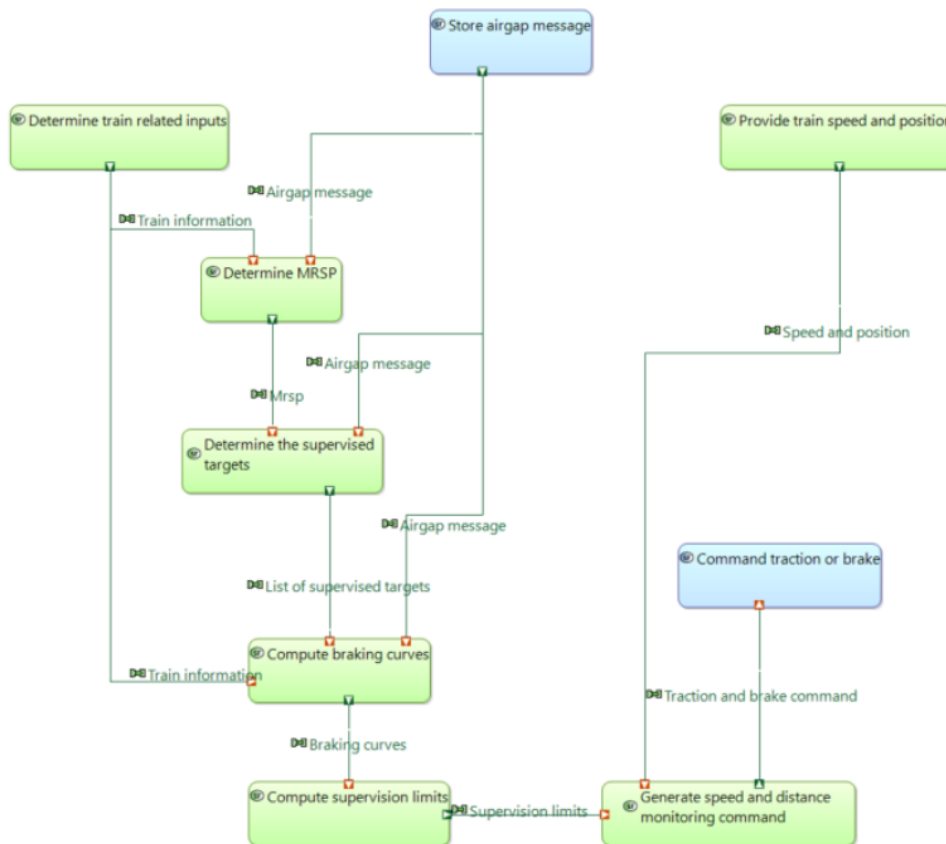 Store airgap message
Determine train related inputs
Provide train speed and position
Airgap message
Train information
Determine MRSP
Speed and position
Airgap message
Mrsp
Determine the supervised
targets
Airgap message
Command traction or brake
List of supervised targets
Compute braking curves
Train information
Traction and brake command
Braking curves
Compute supervision limits
Supervision limits
Generate speed and distance
monitoring command